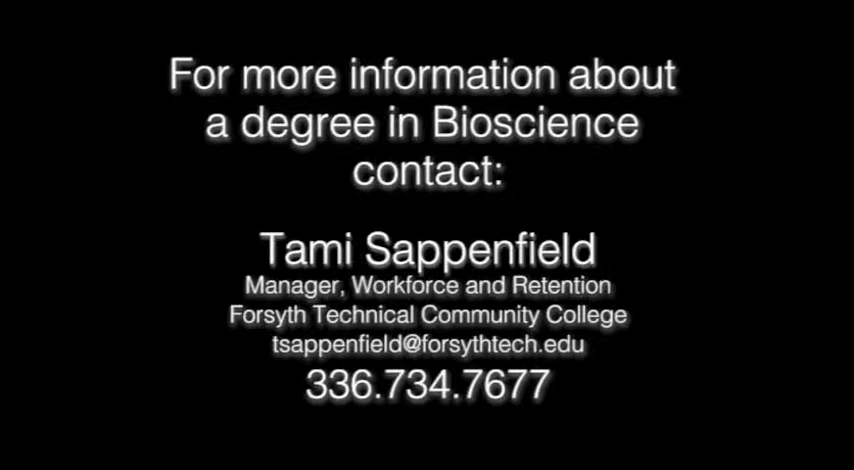 For more information about
a degree in Bioscience
contact:
Tami Sappenfield
Manager, Workforce and Retention
Forsyth Technical Community College
tsappenfield@forsythtech.edu
336.734.7677